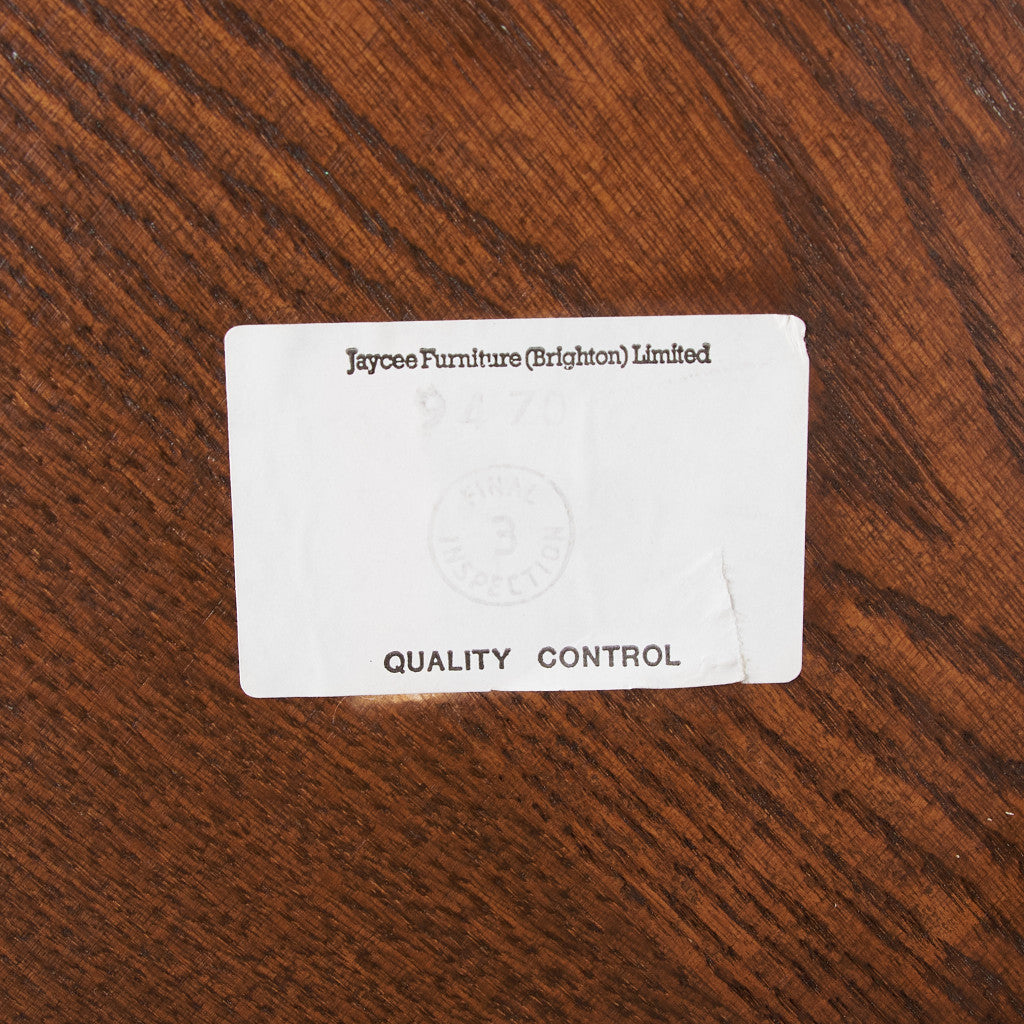 Jaycee Furniture (Brighton) Limited
9470
FINAL
3
INSPECTION
QUALITY CONTROL